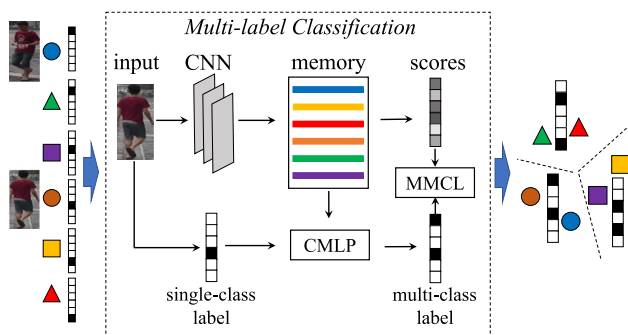 Multi-label Classification
input
CNN
memory
scores
MMCL
CMLP
single-class
label
multi-class
label